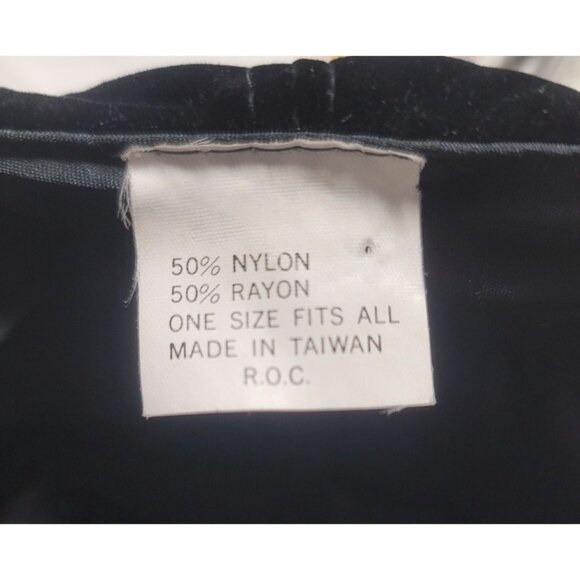 50% NYLON
50% RAYON
ONE SIZE FITS ALL
MADE IN TAIWAN
R.O.C.